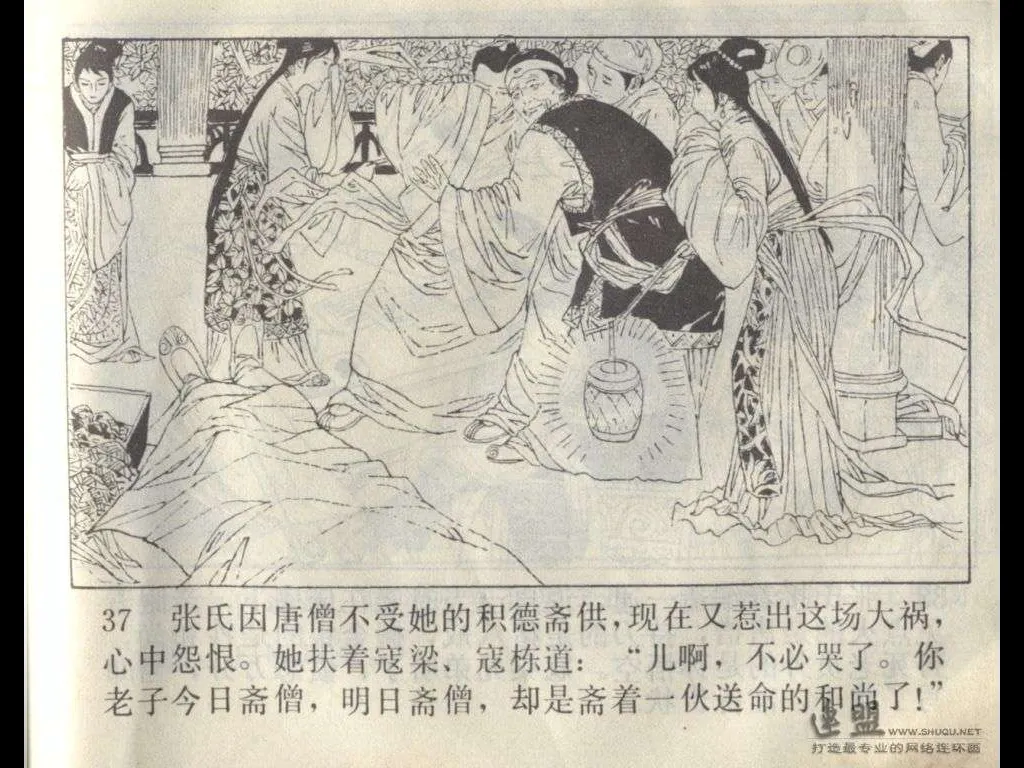 37 张氏因唐僧不受她的积德斋供，现在又惹出这场大祸，
心中怨恨。她扶着寇梁、寇栋道：“儿啊，不必哭了。你
老子今日斋僧，明日斋僧，却是斋着一伙送命的和尚了！”
连盟 WWW.SHUQU.NET
打造最专业的网络连环画